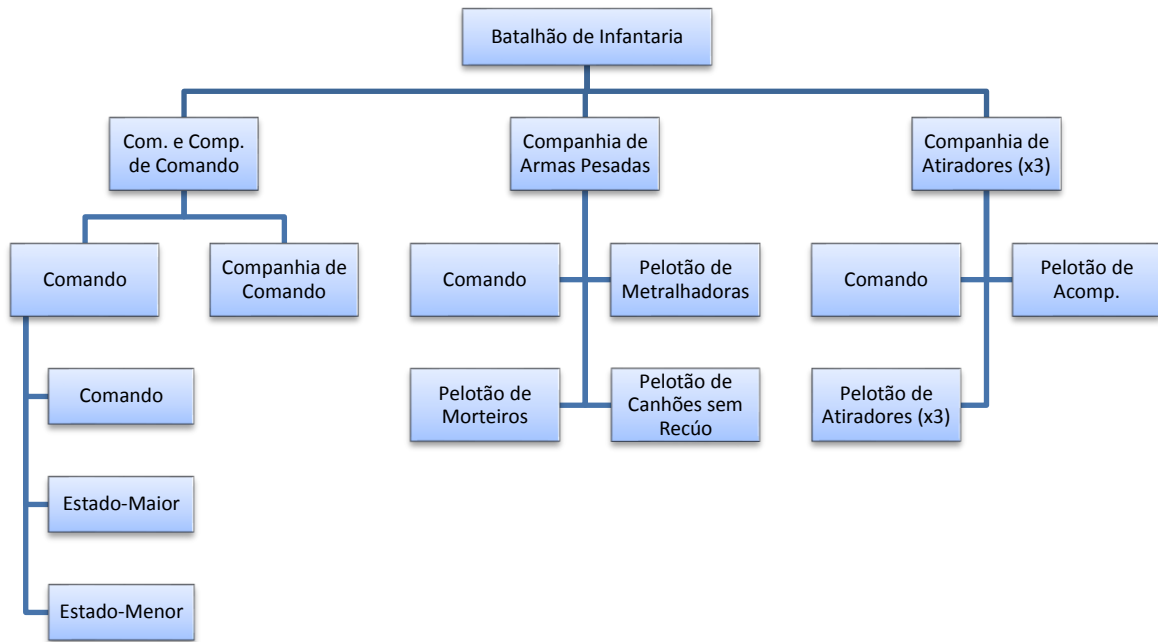 Batalhão de Infantaria
Com. e Comp.
de Comando
Companhia de
Armas Pesadas
Companhia de
Atiradores (x3)
Comando
Companhia de
Comando
Comando
Pelotão de
Metralhadoras
Comando
Pelotão de
Acomp.
Comando
Pelotão de
Morteiros
Pelotão de
Canhões sem
Recúo
Pelotão de
Atiradores (x3)
Estado-Maior
Estado-Menor